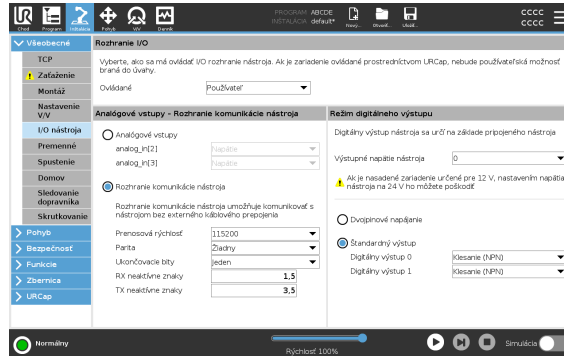 PROGRAM ABCDE
INŠTALÁCIA default*
CCCC
CCCC
Chod Program Inštalácia Pohyb V/V Denník Nový... Otvoriť... Uložiť...
Všeobecné
TCP
Zaťaženie
Montáž
Nastavenie V/V
I/O nástroja
Premenné
Spustenie
Domov
Sledovanie dopravníka
Skrutkovanie
Pohyb
Bezpečnosť
Funkcie
Zbernica
URCap
Rozhranie I/O
Vyberte, ako sa má ovládať I/O rozhranie nástroja. Ak je zariadenie ovládané prostredníctvom URCap, nebude používateľská možnosť
braná do úvahy.
Ovládané Používateľ
Analógové vstupy - Rozhranie komunikácie nástroja
Analógové vstupy
analog_in[2] Napätie
analog_in[3] Napätie
Rozhranie komunikácie nástroja
Rozhranie komunikácie nástroja umožňuje komunikovať s
nástrojom bez externého káblového prepojenia
Prenosová rýchlosť 115200
Parita Žiadny
Ukončovacie bity Jeden
RX neaktívne znaky 1,5
TX neaktívne znaky 3,5
Režim digitálneho výstupu
Digitálny výstup nástroja sa určí na základe pripojeného nástroja
Výstupné napätie nástroja 0
Ak je nasadené zariadenie určené pre 12 V, nastavením napätia
nástroja na 24 V ho môžete poškodiť
Dvojpinové napájanie
Štandardný výstup
Digitálny výstup 0 Klesanie (NPN)
Digitálny výstup 1 Klesanie (NPN)
Normálny
Rýchlosť 100%
Simulácia